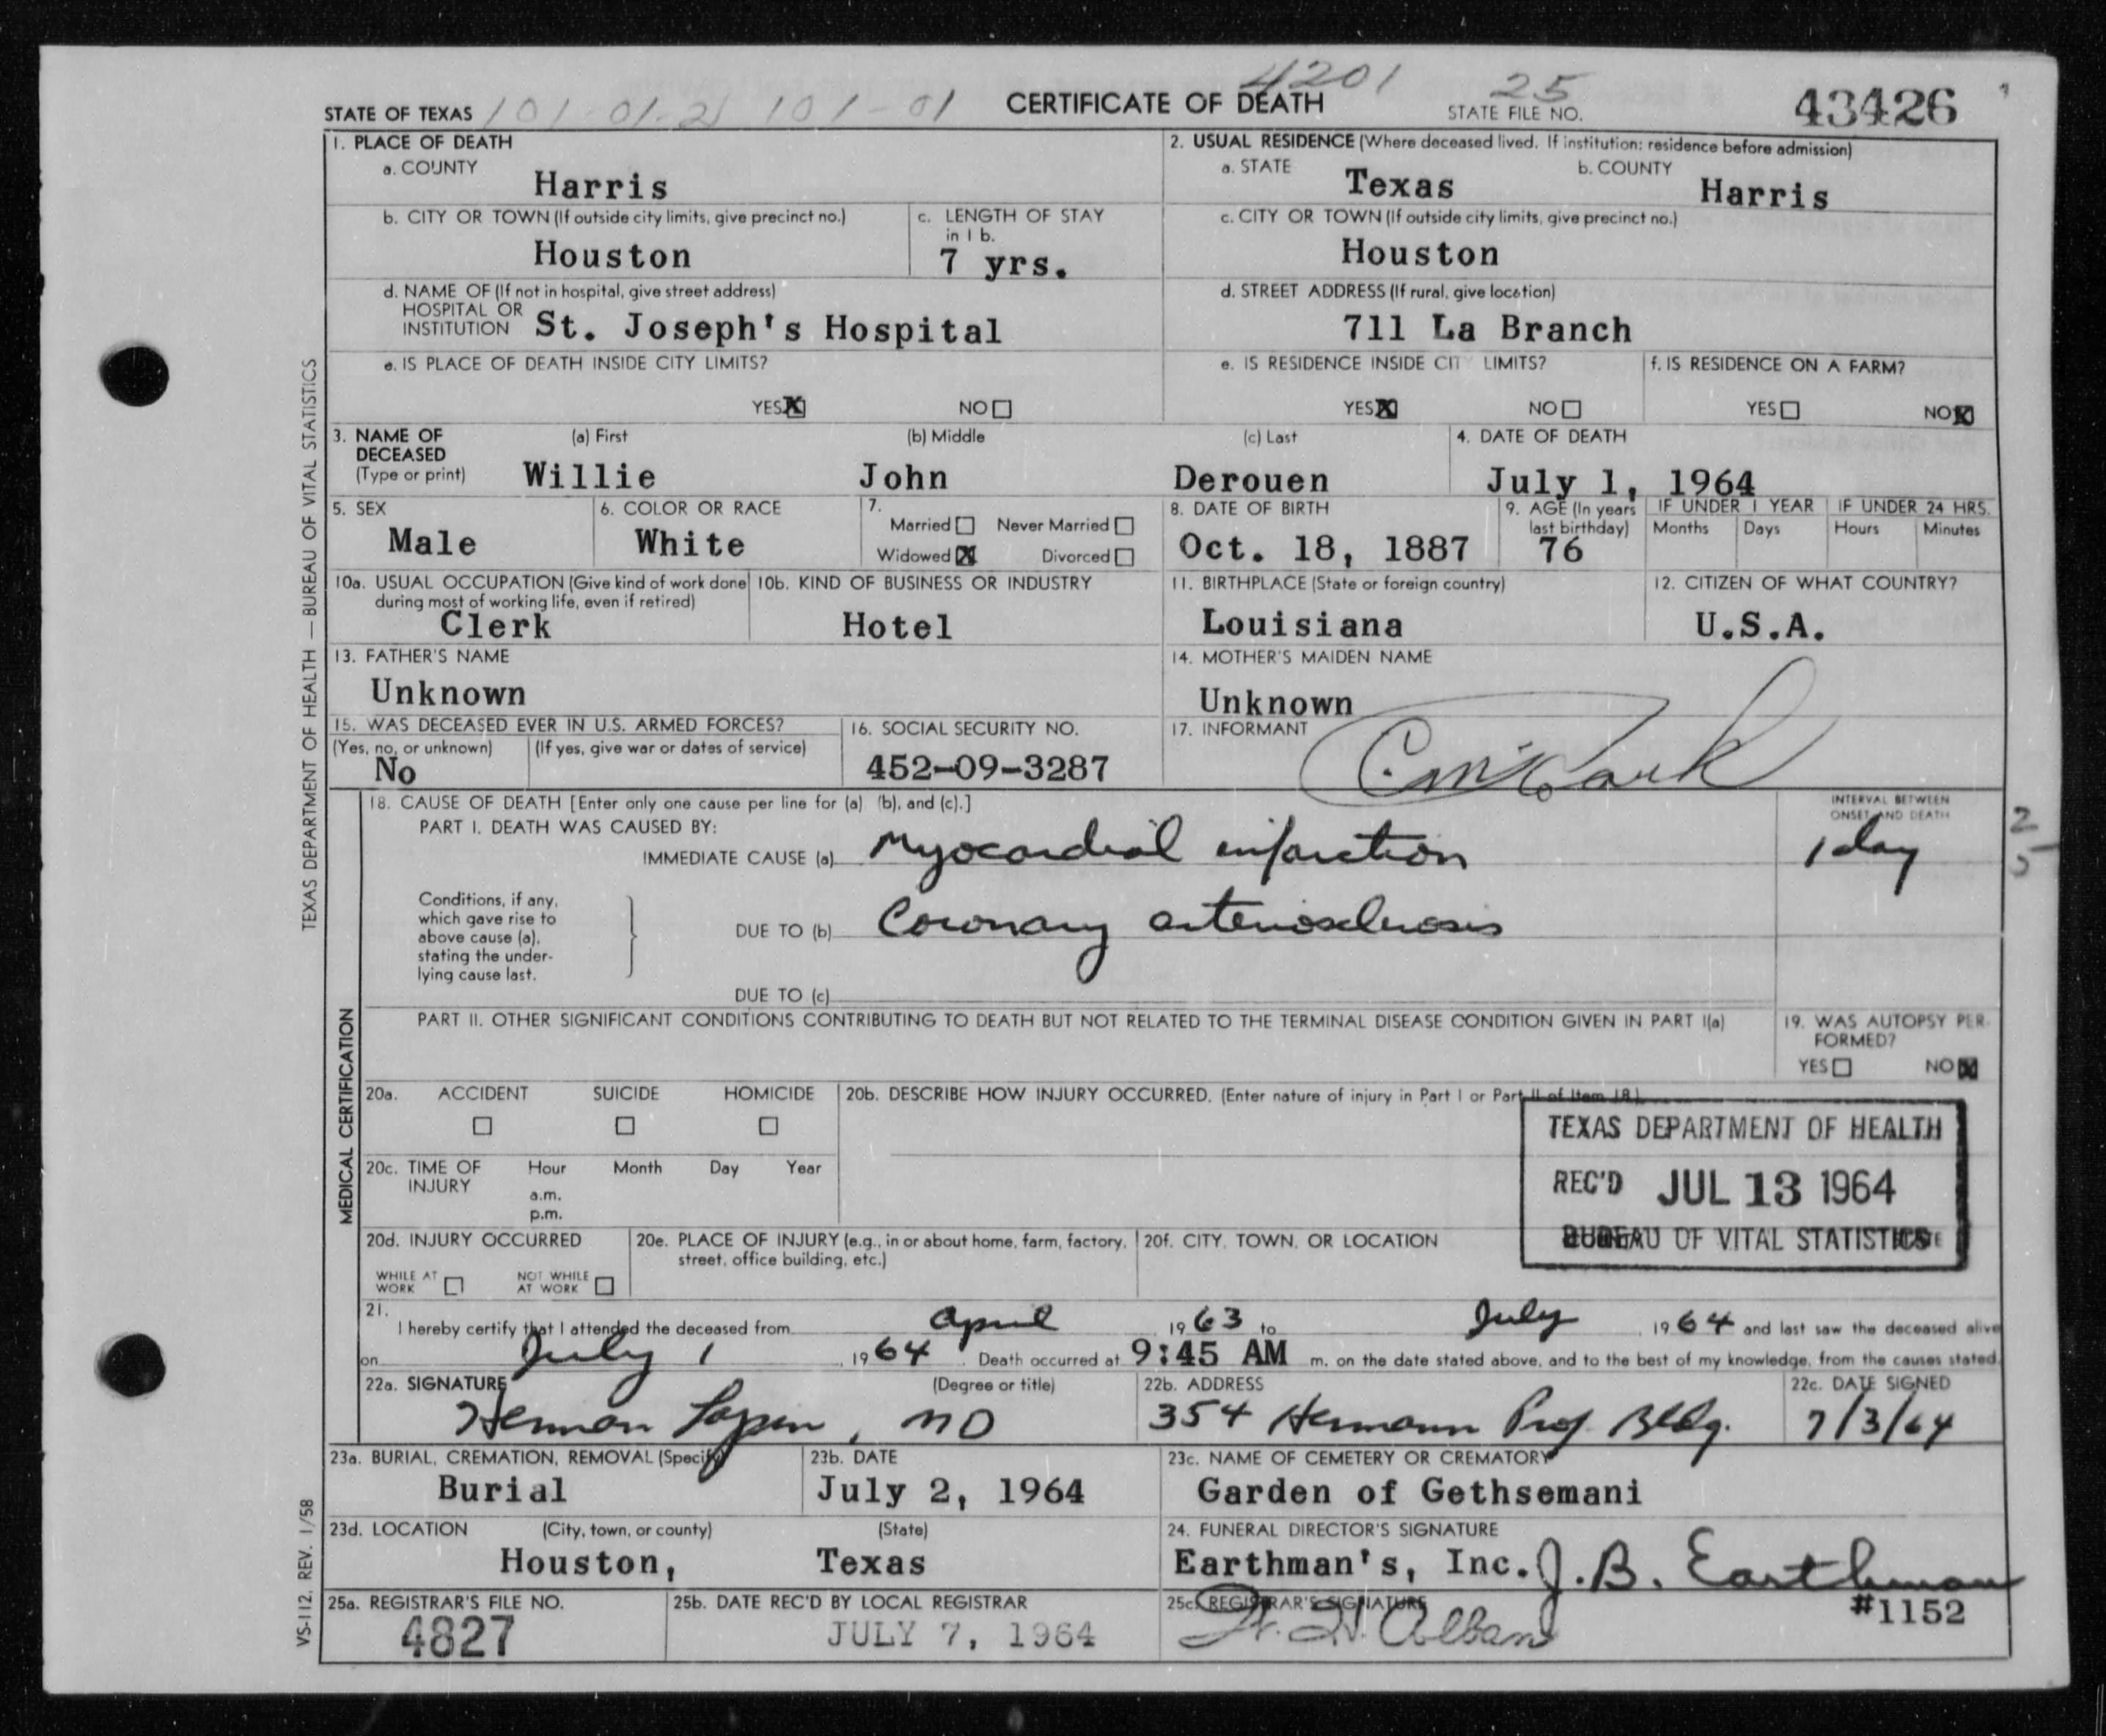 4201 25
STATE OF TEXAS 101-01-21 101-01 CERTIFICATE OF DEATH STATE FILE NO. 43426
1. PLACE OF DEATH
a. COUNTY Harris
2. USUAL RESIDENCE (Where deceased lived. If institution: residence before admission)
a. STATE Texas b. COUNTY Harris
b. CITY OR TOWN (If outside city limits, give precinct no.) Houston
c. LENGTH OF STAY in 1 b. 7 yrs.
c. CITY OR TOWN (If outside city limits, give precinct no.) Houston
d. NAME OF (If not in hospital, give street address)
HOSPITAL OR
INSTITUTION St. Joseph's Hospital
d. STREET ADDRESS (If rural, give location)
711 La Branch
e. IS PLACE OF DEATH INSIDE CITY LIMITS?
YES X NO
e. IS RESIDENCE INSIDE CIT LIMITS?
YES X NO
f. IS RESIDENCE ON A FARM?
YES NO X
3. NAME OF DECEASED (Type or print)
(a) First (b) Middle (c) Last
Willie John Derouen
4. DATE OF DEATH
July 1, 1964
5. SEX
Male
6. COLOR OR RACE
White
7.
Married Never Married
Widowed X Divorced
8. DATE OF BIRTH
Oct. 18, 1887
9. AGE (In years last birthday)
76
IF UNDER 1 YEAR IF UNDER 24 HRS.
Months Days Hours Minutes
10a. USUAL OCCUPATION (Give kind of work done
during most of working life, even if retired)
Clerk
10b. KIND OF BUSINESS OR INDUSTRY
Hotel
11. BIRTHPLACE (State or foreign country)
Louisiana
12. CITIZEN OF WHAT COUNTRY?
U.S.A.
13. FATHER'S NAME
Unknown
14. MOTHER'S MAIDEN NAME
Unknown
15. WAS DECEASED EVER IN U.S. ARMED FORCES?
(Yes, no, or unknown) (If yes, give war or dates of service)
No
16. SOCIAL SECURITY NO.
452-09-3287
17. INFORMANT
18. CAUSE OF DEATH [Enter only one cause per line for (a) (b), and (c).]
INTERVAL BETWEEN
ONSET AND DEATH
PART I. DEATH WAS CAUSED BY:
IMMEDIATE CAUSE (a) Myocardial infarction 1 day
Conditions, if any,
which gave rise to
above cause (a),
stating the under-
lying cause last.
DUE TO (b) Coronary arteriosclerosis
DUE TO (c)
PART II. OTHER SIGNIFICANT CONDITIONS CONTRIBUTING TO DEATH BUT NOT RELATED TO THE TERMINAL DISEASE CONDITION GIVEN IN PART I(a)
19. WAS AUTOPSY PER-
FORMED?
YES NO X
20a. ACCIDENT SUICIDE HOMICIDE
20b. DESCRIBE HOW INJURY OCCURRED. (Enter nature of injury in Part I or Part II of Item 18.)
20c. TIME OF INJURY Hour Month Day Year
a.m.
p.m.
TEXAS DEPARTMENT OF HEALTH
REC'D JUL 13 1964
BUREAU OF VITAL STATISTICS
20d. INJURY OCCURRED
WHILE AT WORK NOT WHILE AT WORK
20e. PLACE OF INJURY (e.g., in or about home, farm, factory,
street, office building, etc.)
20f. CITY, TOWN, OR LOCATION
21.
I hereby certify that I attended the deceased from April, 1963 to July, 1964 and last saw the deceased alive
on July 1, 1964. Death occurred at 9:45 AM m. on the date stated above, and to the best of my knowledge, from the causes stated.
22a. SIGNATURE (Degree or title)
Herman Lapin, MD
22b. ADDRESS
354 Hermann Prof Bldg.
22c. DATE SIGNED
7/3/64
23a. BURIAL, CREMATION, REMOVAL (Specify)
Burial
23b. DATE
July 2, 1964
23c. NAME OF CEMETERY OR CREMATORY
Garden of Gethsemani
23d. LOCATION (City, town, or county) (State)
Houston, Texas
24. FUNERAL DIRECTOR'S SIGNATURE
Earthman's, Inc. J.B. Earthman
#1152
25a. REGISTRAR'S FILE NO.
4827
25b. DATE REC'D BY LOCAL REGISTRAR
JULY 7, 1964
25c. REGISTRAR'S SIGNATURE
TEXAS DEPARTMENT OF HEALTH — BUREAU OF VITAL STATISTICS
MEDICAL CERTIFICATION
VS-112, REV. 1/58